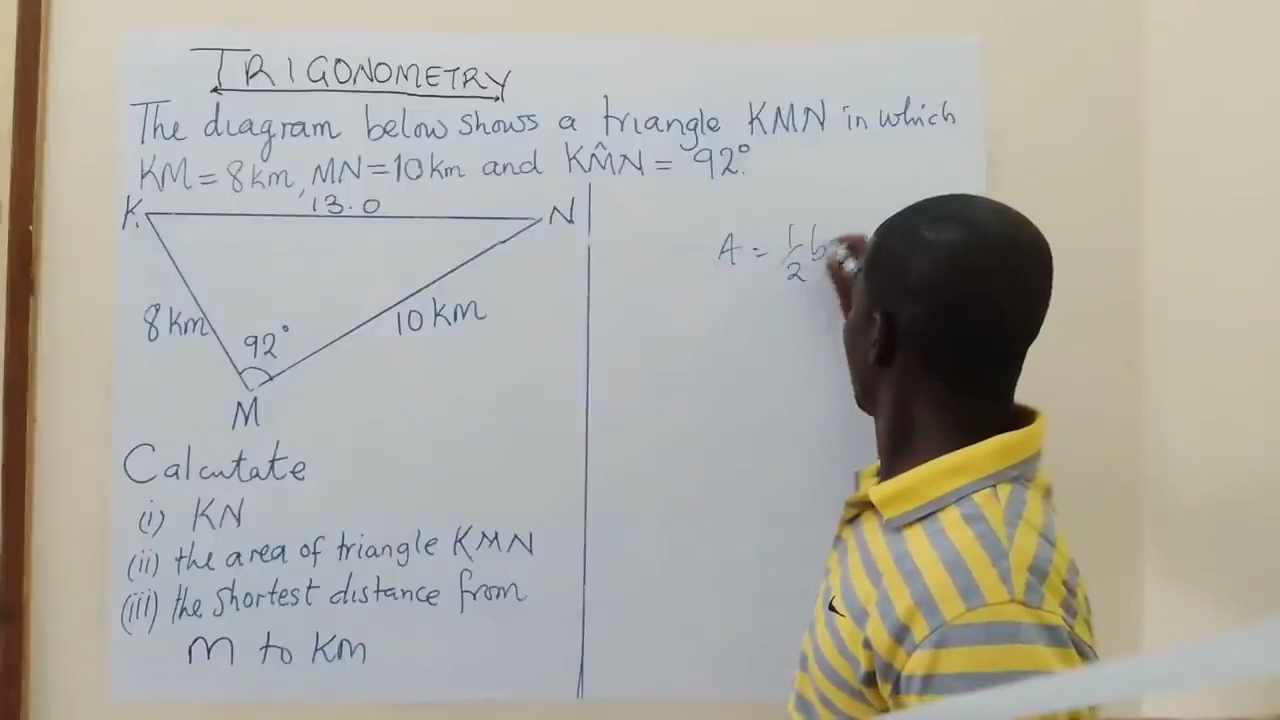 TRIGONOMETRY
The diagram below shows a triangle KMN in which
KM = 8km, MN = 10km and KM̂N = 92°.
K 13.0 N
A = 1/2 b
8km 92° 10km
M
Calculate
(i) KN
(ii) the area of triangle KMN
(iii) the shortest distance from
M to KM